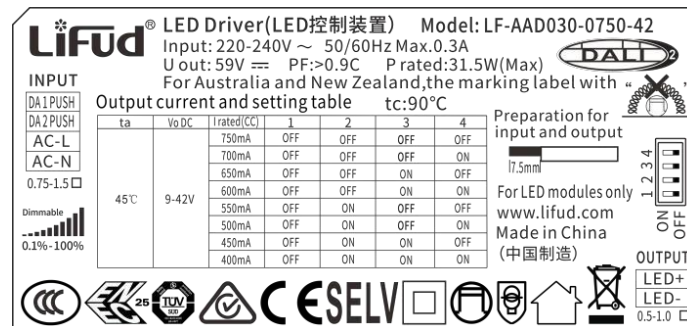 LiFud® LED Driver(LED控制装置) Model: LF-AAD030-0750-42
Input: 220-240V ～ 50/60Hz Max.0.3A
U out: 59V ⎓ PF:>0.9C P rated:31.5W(Max)
DALI 2
For Australia and New Zealand,the marking label with “
INPUT
DA1 PUSH
DA2 PUSH
AC-L
AC-N
0.75-1.5
Dimmable
0.1%-100%
Output current and setting table tc:90℃
ta Vo DC I rated(CC) 1 2 3 4
45℃ 9-42V
750mA OFF OFF OFF OFF
700mA OFF OFF OFF ON
650mA OFF OFF ON OFF
600mA OFF OFF ON ON
550mA OFF ON OFF OFF
500mA OFF ON OFF ON
450mA OFF ON ON OFF
400mA OFF ON ON ON
Preparation for
input and output
7.5mm
For LED modules only
www.lifud.com
Made in China
(中国制造)
1 2 3 4
ON
OFF
OUTPUT
LED+
LED-
0.5-1.0
CCC
ENEC 25
TÜV
SÜD
CE
SELV